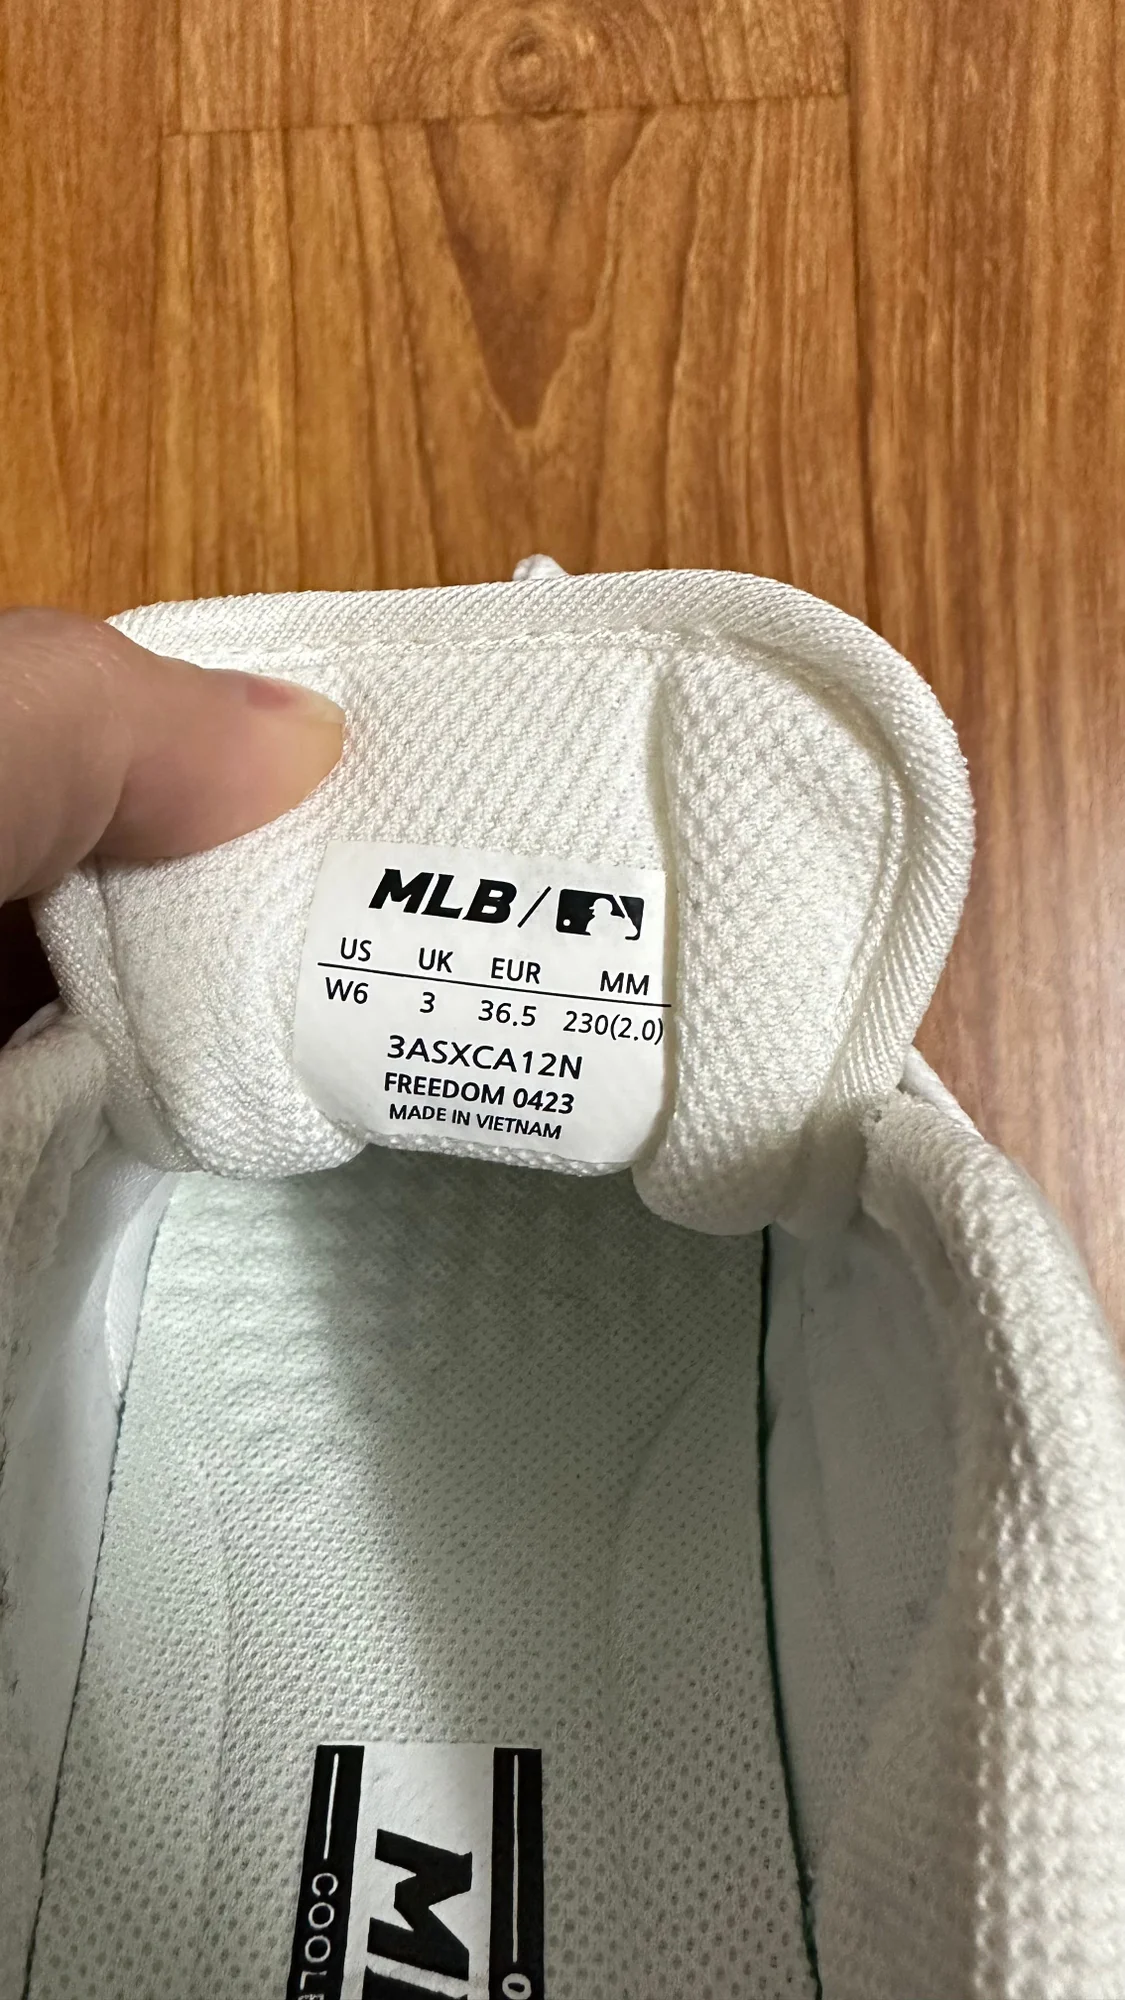 MLB/
US UK EUR MM
W6 3 36.5 230(2.0)
3ASXCA12N
FREEDOM 0423
MADE IN VIETNAM